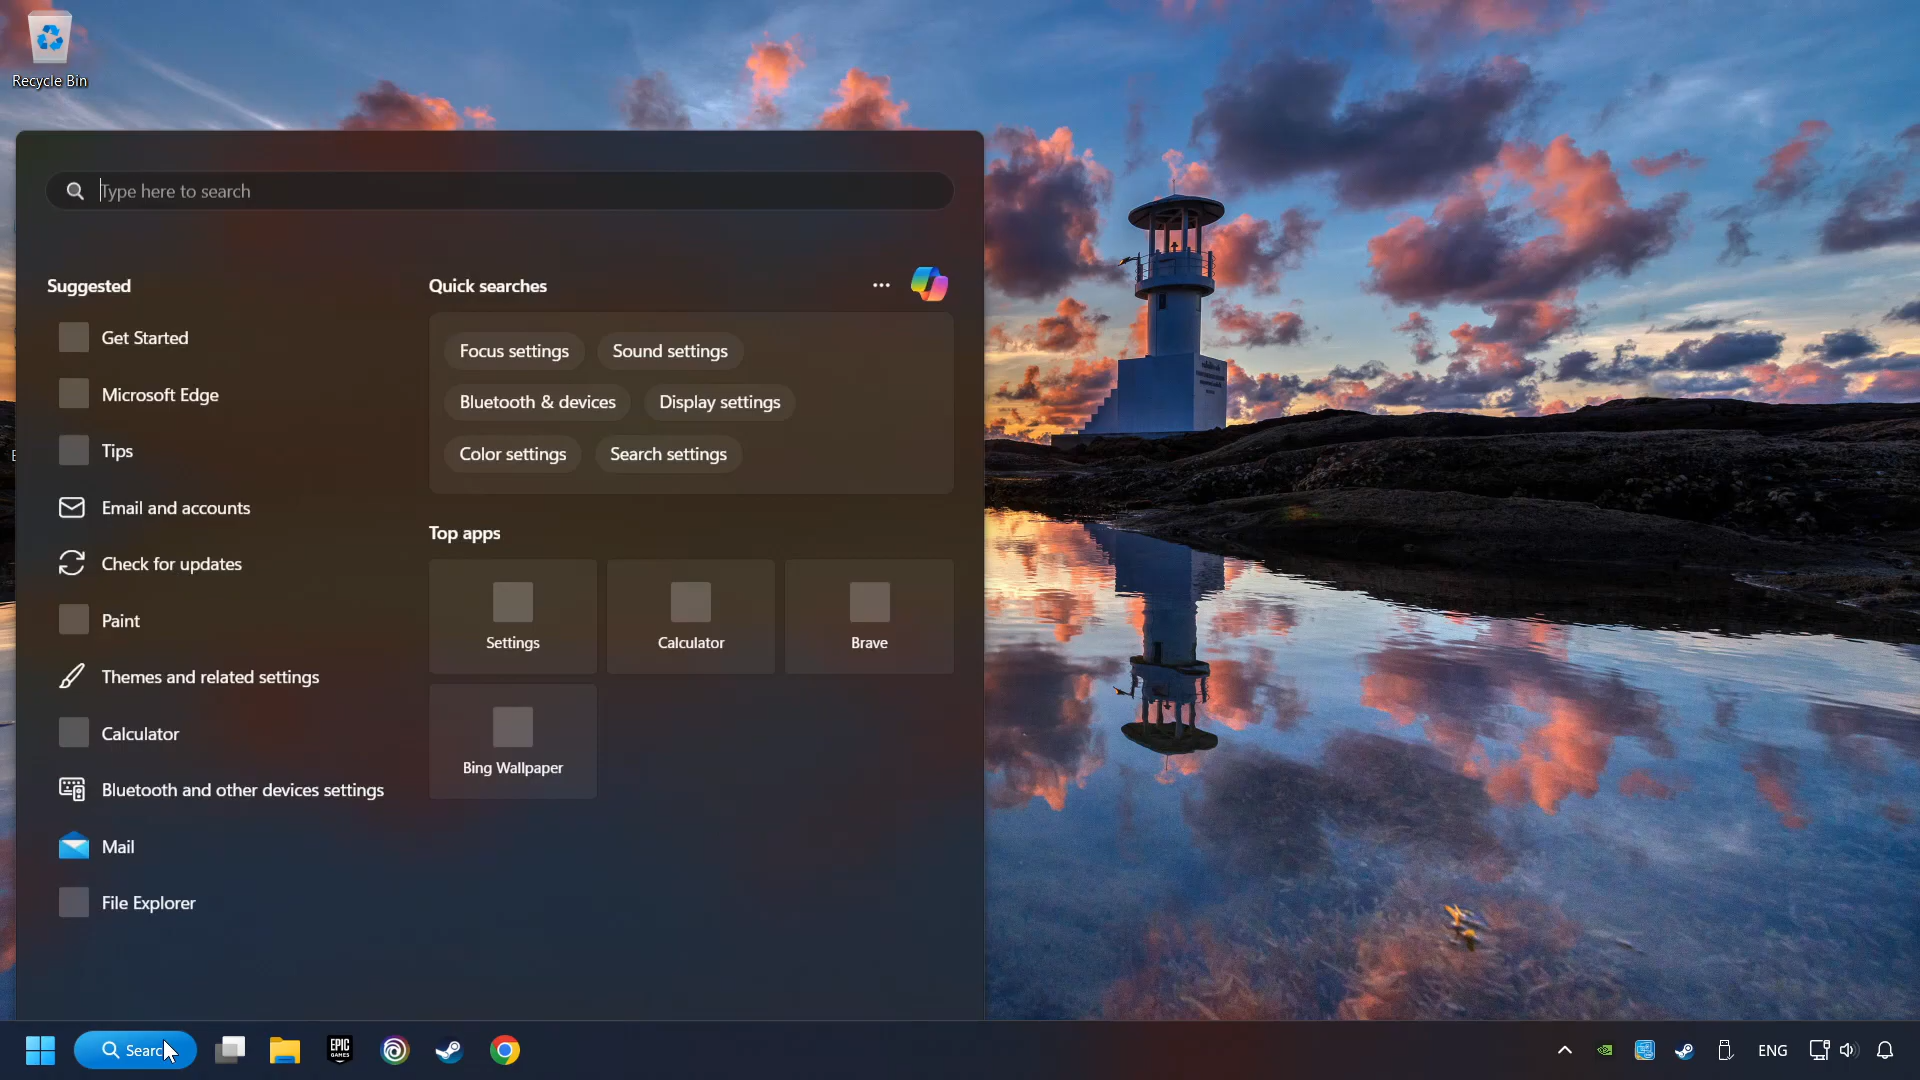 Recycle Bin
Type here to search
Suggested
Get Started
Microsoft Edge
Tips
Email and accounts
Check for updates
Paint
Themes and related settings
Calculator
Bluetooth and other devices settings
Mail
File Explorer
Quick searches
Focus settings
Sound settings
Bluetooth & devices
Display settings
Color settings
Search settings
Top apps
Settings
Calculator
Brave
Bing Wallpaper
Searc
EPIC
GAMES
ENG